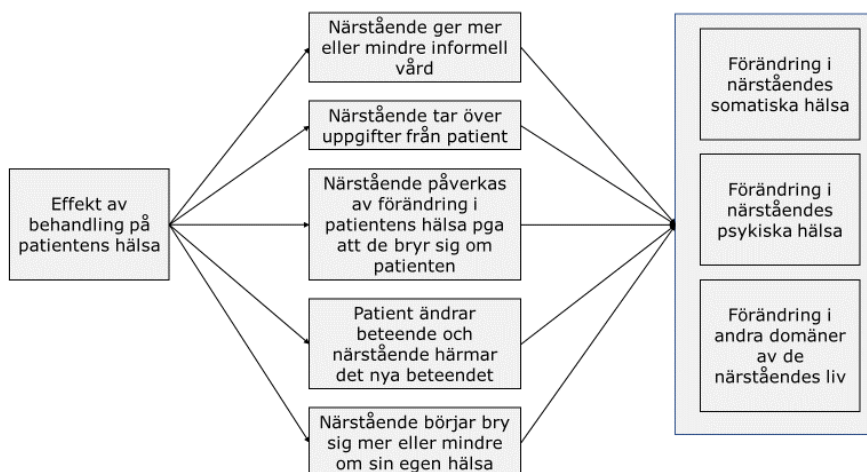 Effekt av
behandling på
patientens hälsa
Närstående ger mer
eller mindre informell
vård
Närstående tar över
uppgifter från patient
Närstående påverkas
av förändring i
patientens hälsa pga
att de bryr sig om
patienten
Patient ändrar
beteende och
närstående härmar
det nya beteendet
Närstående börjar bry
sig mer eller mindre
om sin egen hälsa
Förändring i
närståendes
somatiska hälsa
Förändring i
närståendes
psykiska hälsa
Förändring i
andra domäner
av de
närståendes liv